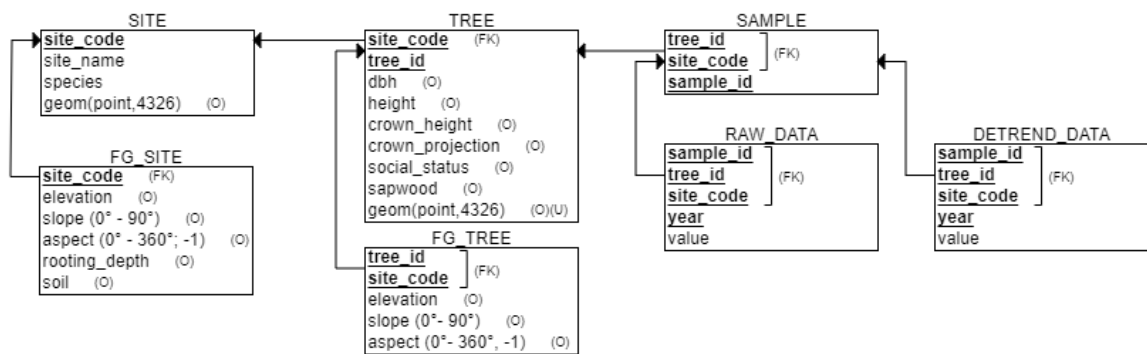 SITE
site_code
site_name
species
geom(point,4326) (O)
FG_SITE
site_code (FK)
elevation (O)
slope (0° - 90°) (O)
aspect (0° - 360°; -1) (O)
rooting_depth (O)
soil (O)
TREE
site_code (FK)
tree_id
dbh (O)
height (O)
crown_height (O)
crown_projection (O)
social_status (O)
sapwood (O)
geom(point,4326) (O)(U)
FG_TREE
tree_id
site_code
(FK)
elevation (O)
slope (0°- 90°) (O)
aspect (0°- 360°, -1) (O)
SAMPLE
tree_id
site_code
(FK)
sample_id
RAW_DATA
sample_id
tree_id
(FK)
site_code
year
value
DETREND_DATA
sample_id
tree_id
(FK)
site_code
year
value